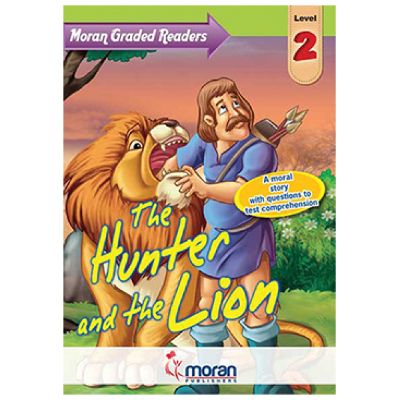 Moran Graded Readers
Level
2
A moral
story
with questions to
test comprehension
The
Hunter
and the Lion
moran
PUBLISHERS